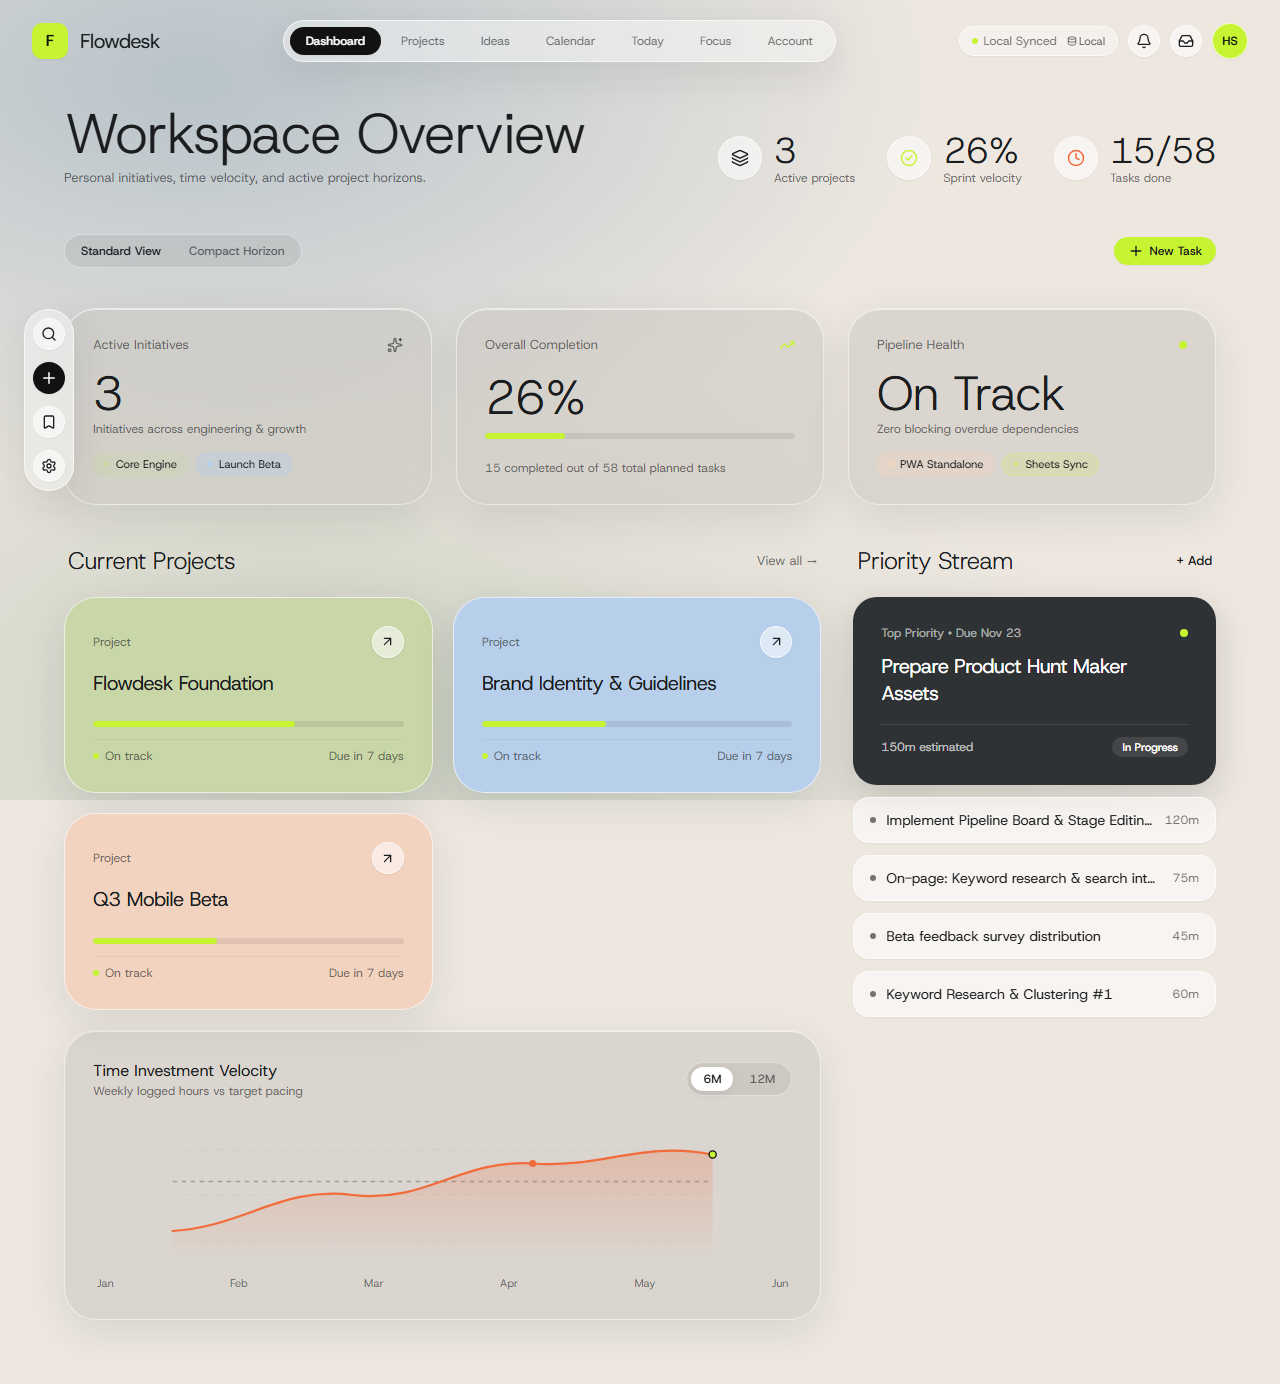 F
Flowdesk
Dashboard
Projects
Ideas
Calendar
Today
Focus
Account
Local Synced
Local
HS
Workspace Overview
Personal initiatives, time velocity, and active project horizons.
3
Active projects
26%
Sprint velocity
15/58
Tasks done
Standard View
Compact Horizon
New Task
Active Initiatives
3
Initiatives across engineering & growth
Core Engine
Launch Beta
Overall Completion
26%
15 completed out of 58 total planned tasks
Pipeline Health
On Track
Zero blocking overdue dependencies
PWA Standalone
Sheets Sync
Current Projects
View all →
Project
Flowdesk Foundation
On track
Due in 7 days
Project
Brand Identity & Guidelines
On track
Due in 7 days
Project
Q3 Mobile Beta
On track
Due in 7 days
Priority Stream
+ Add
Top Priority • Due Nov 23
Prepare Product Hunt Maker
Assets
150m estimated
In Progress
Implement Pipeline Board & Stage Editin...
120m
On-page: Keyword research & search int...
75m
Beta feedback survey distribution
45m
Keyword Research & Clustering #1
60m
Time Investment Velocity
Weekly logged hours vs target pacing
6M
12M
Jan
Feb
Mar
Apr
May
Jun